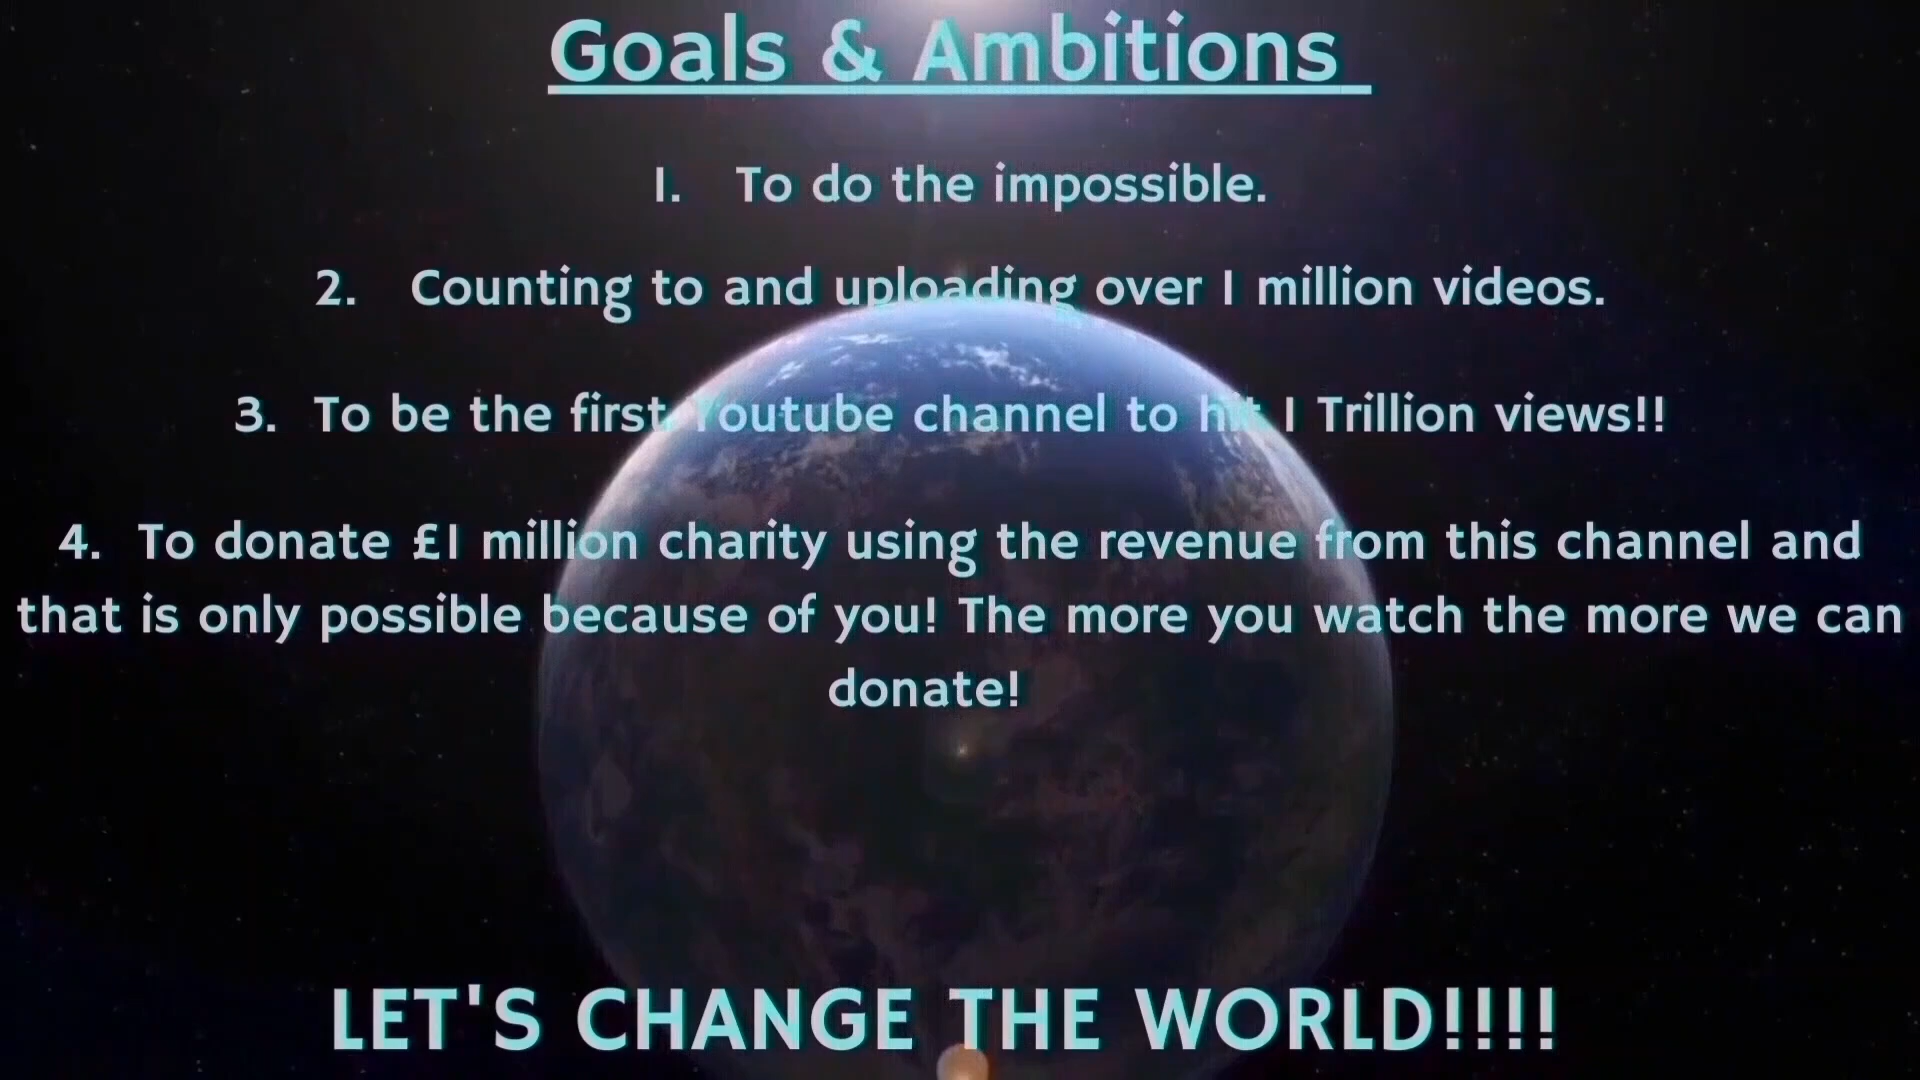 Goals & Ambitions
1. To do the impossible.
2. Counting to and uploading over 1 million videos.
3. To be the first Youtube channel to hit 1 Trillion views!!
4. To donate £1 million charity using the revenue from this channel and
that is only possible because of you! The more you watch the more we can
donate!
LET'S CHANGE THE WORLD!!!!